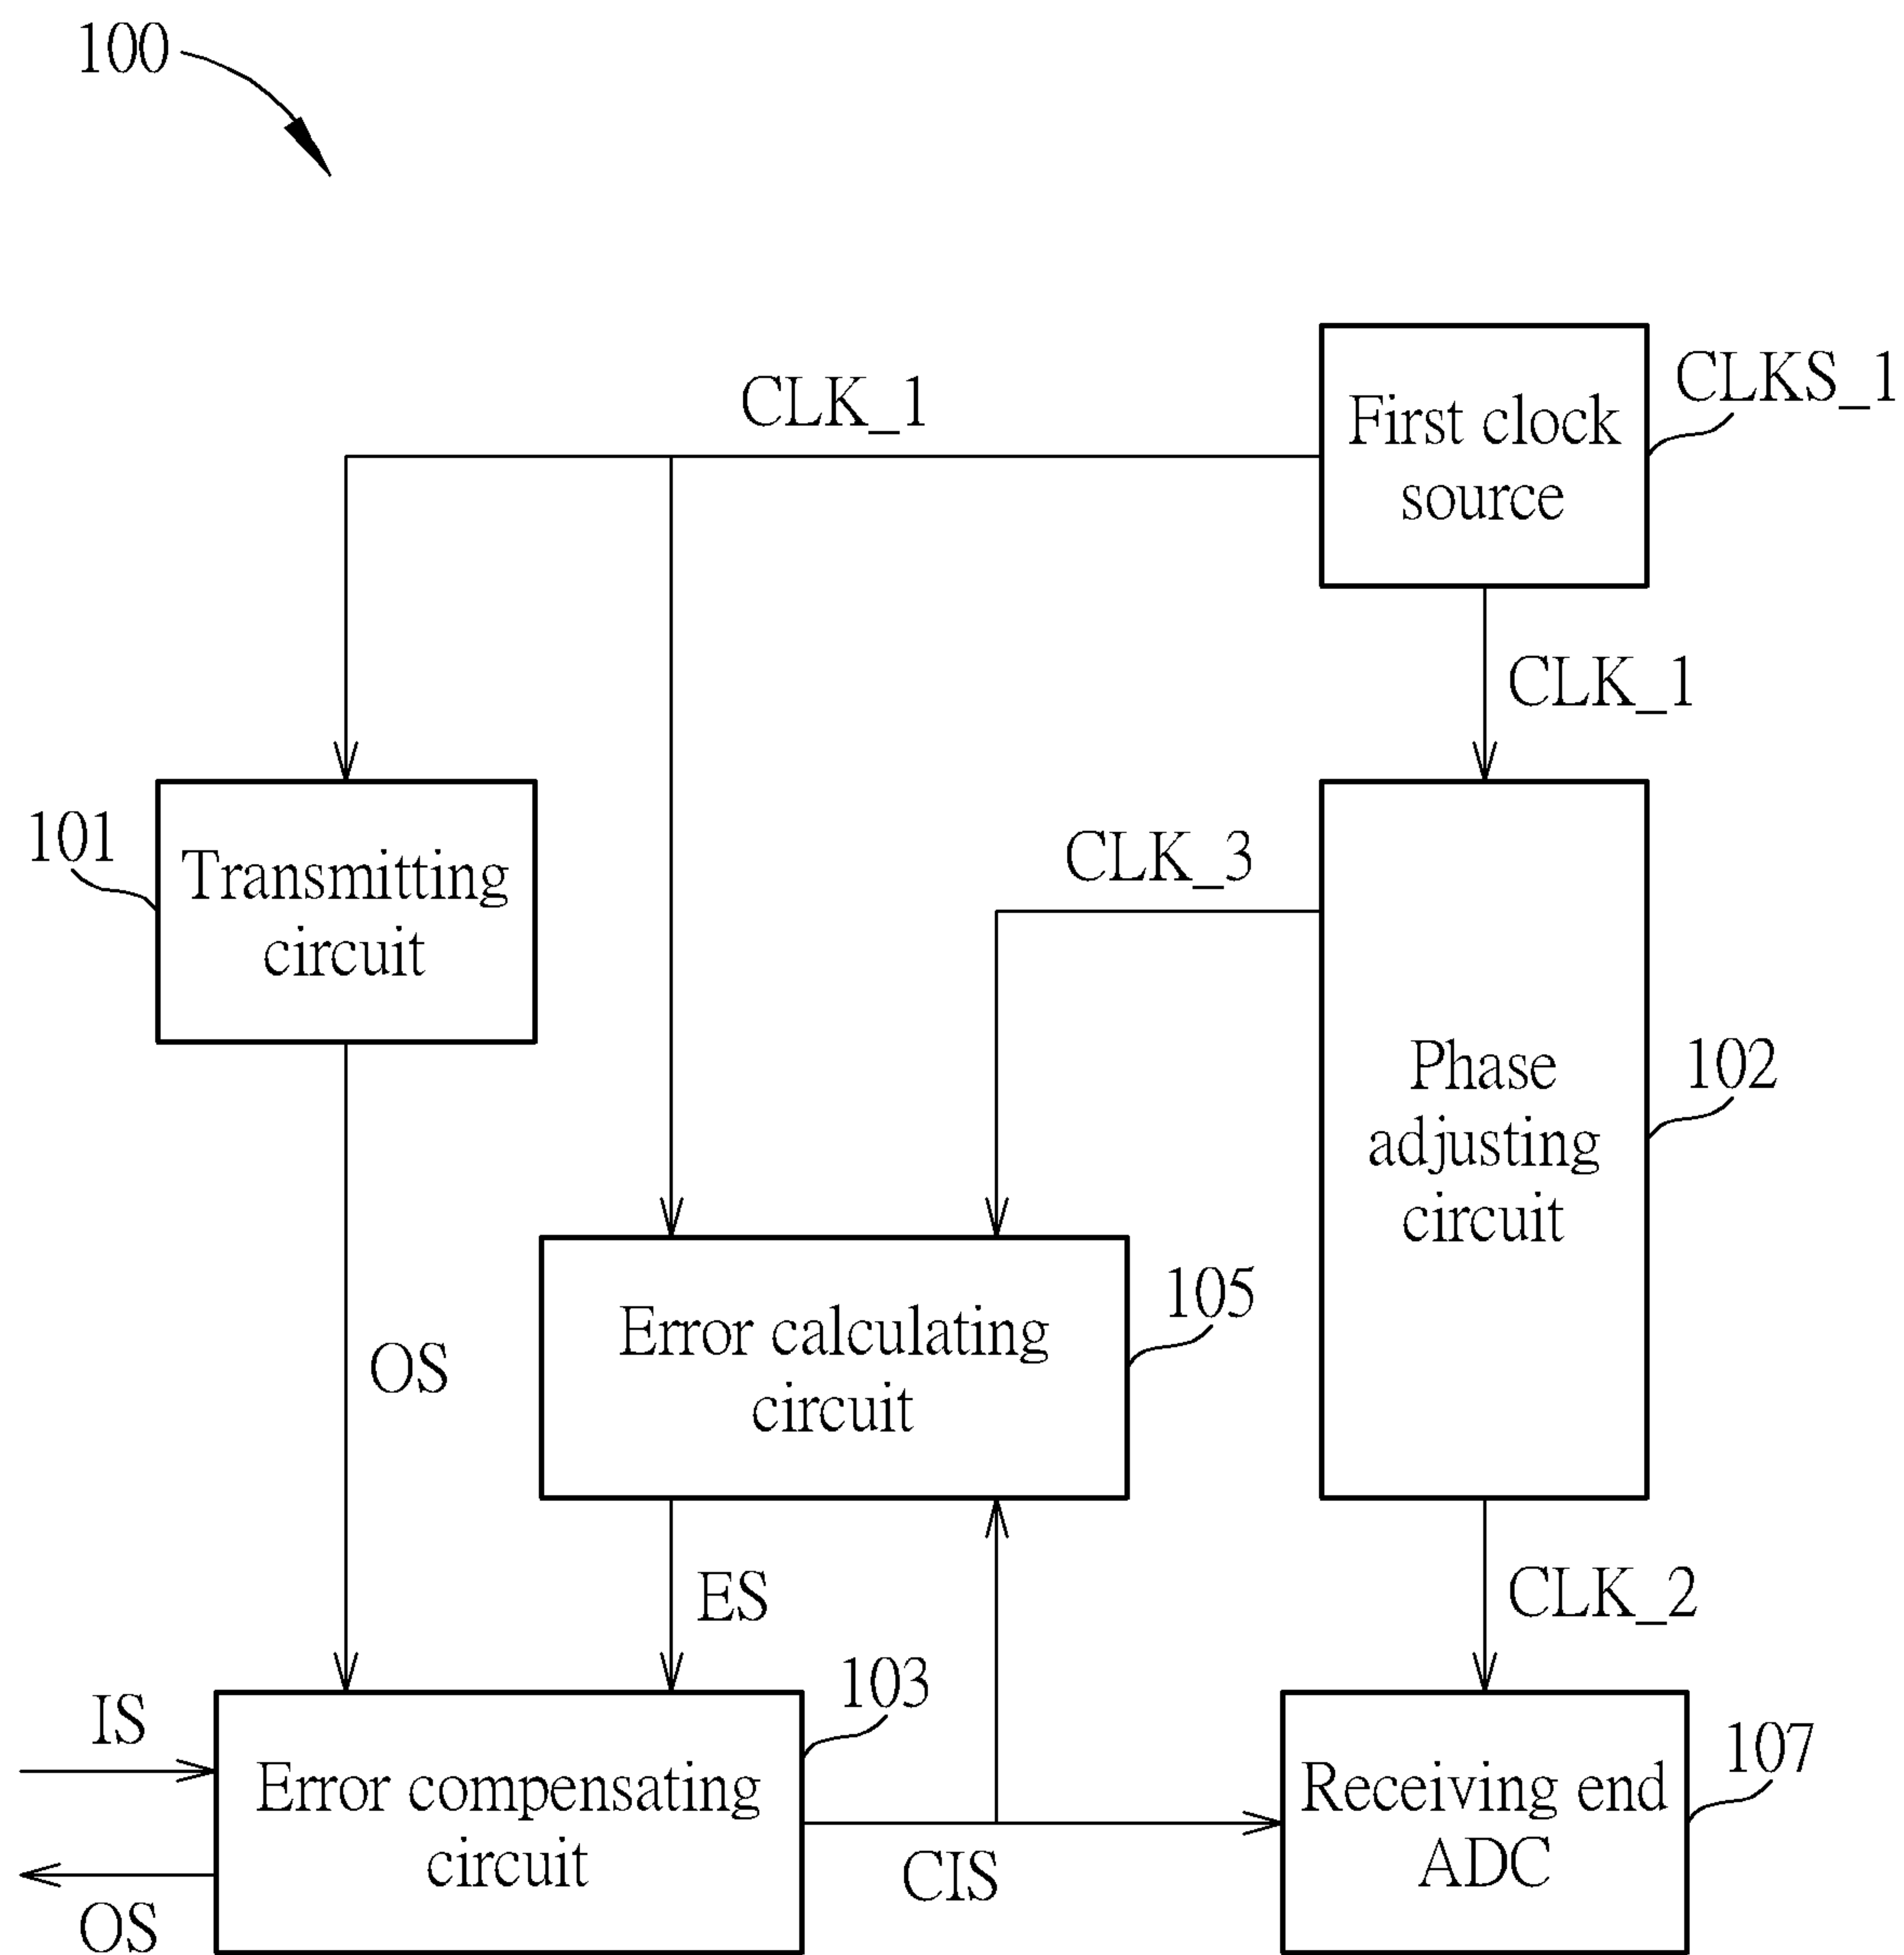 100
CLK_1
First clock
source
CLKS_1
CLK_1
101
Transmitting
circuit
CLK_3
Phase
adjusting
circuit
102
Error calculating
circuit
105
OS
ES
CLK_2
103
IS
Error compensating
circuit
OS
CIS
Receiving end
ADC
107